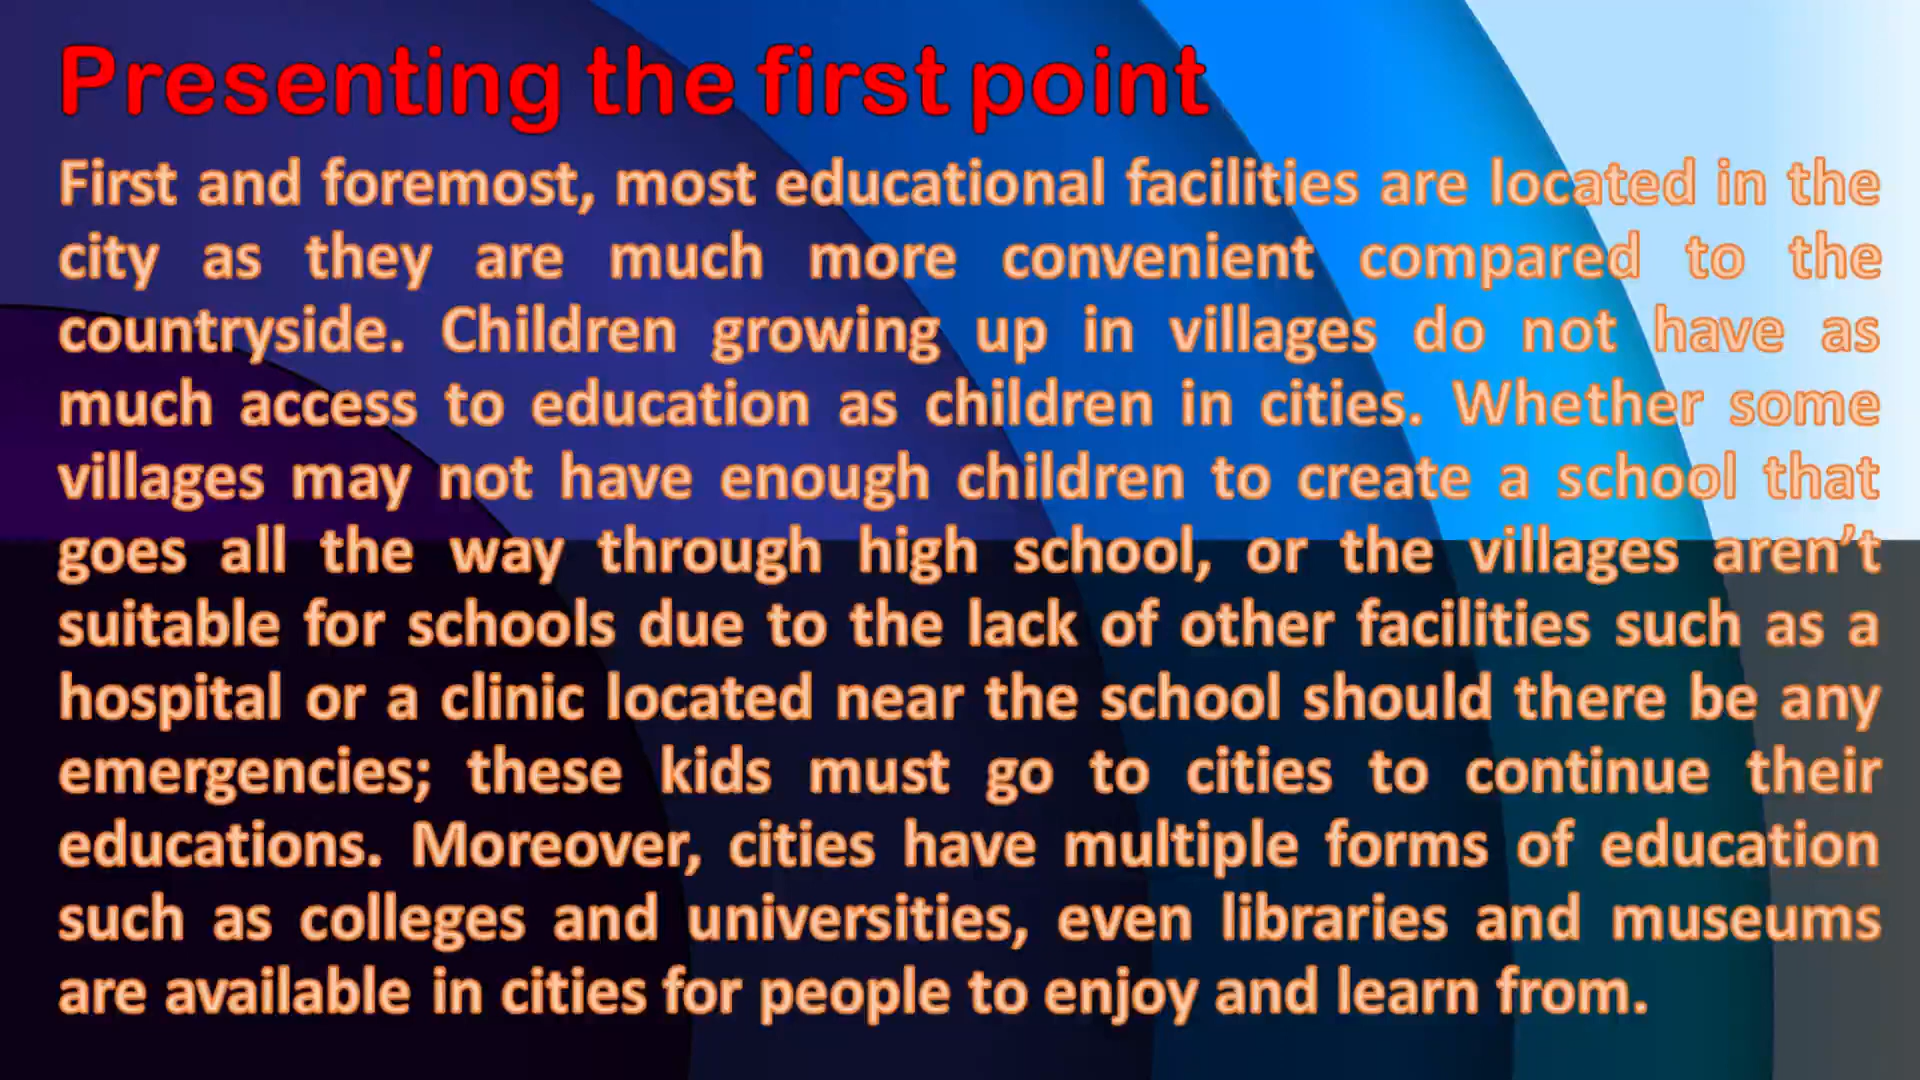 Presenting the first point
First and foremost, most educational facilities are located in the
city as they are much more convenient compared to the
countryside. Children growing up in villages do not have as
much access to education as children in cities. Whether some
villages may not have enough children to create a school that
goes all the way through high school, or the villages aren’t
suitable for schools due to the lack of other facilities such as a
hospital or a clinic located near the school should there be any
emergencies; these kids must go to cities to continue their
educations. Moreover, cities have multiple forms of education
such as colleges and universities, even libraries and museums
are available in cities for people to enjoy and learn from.